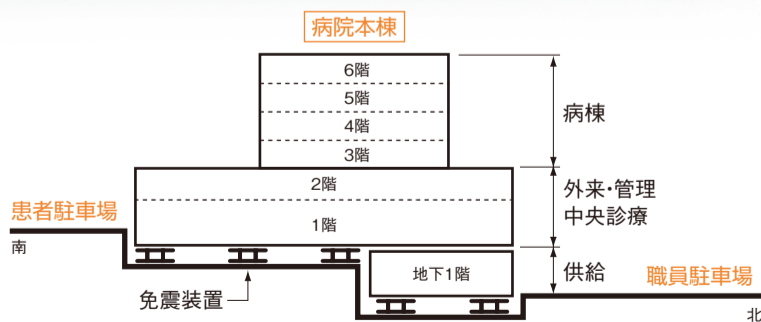 病院本棟
6階
5階
4階
3階
病棟
2階
1階
外来・管理
中央診療
患者駐車場
南
地下1階
供給
免震装置
職員駐車場
北